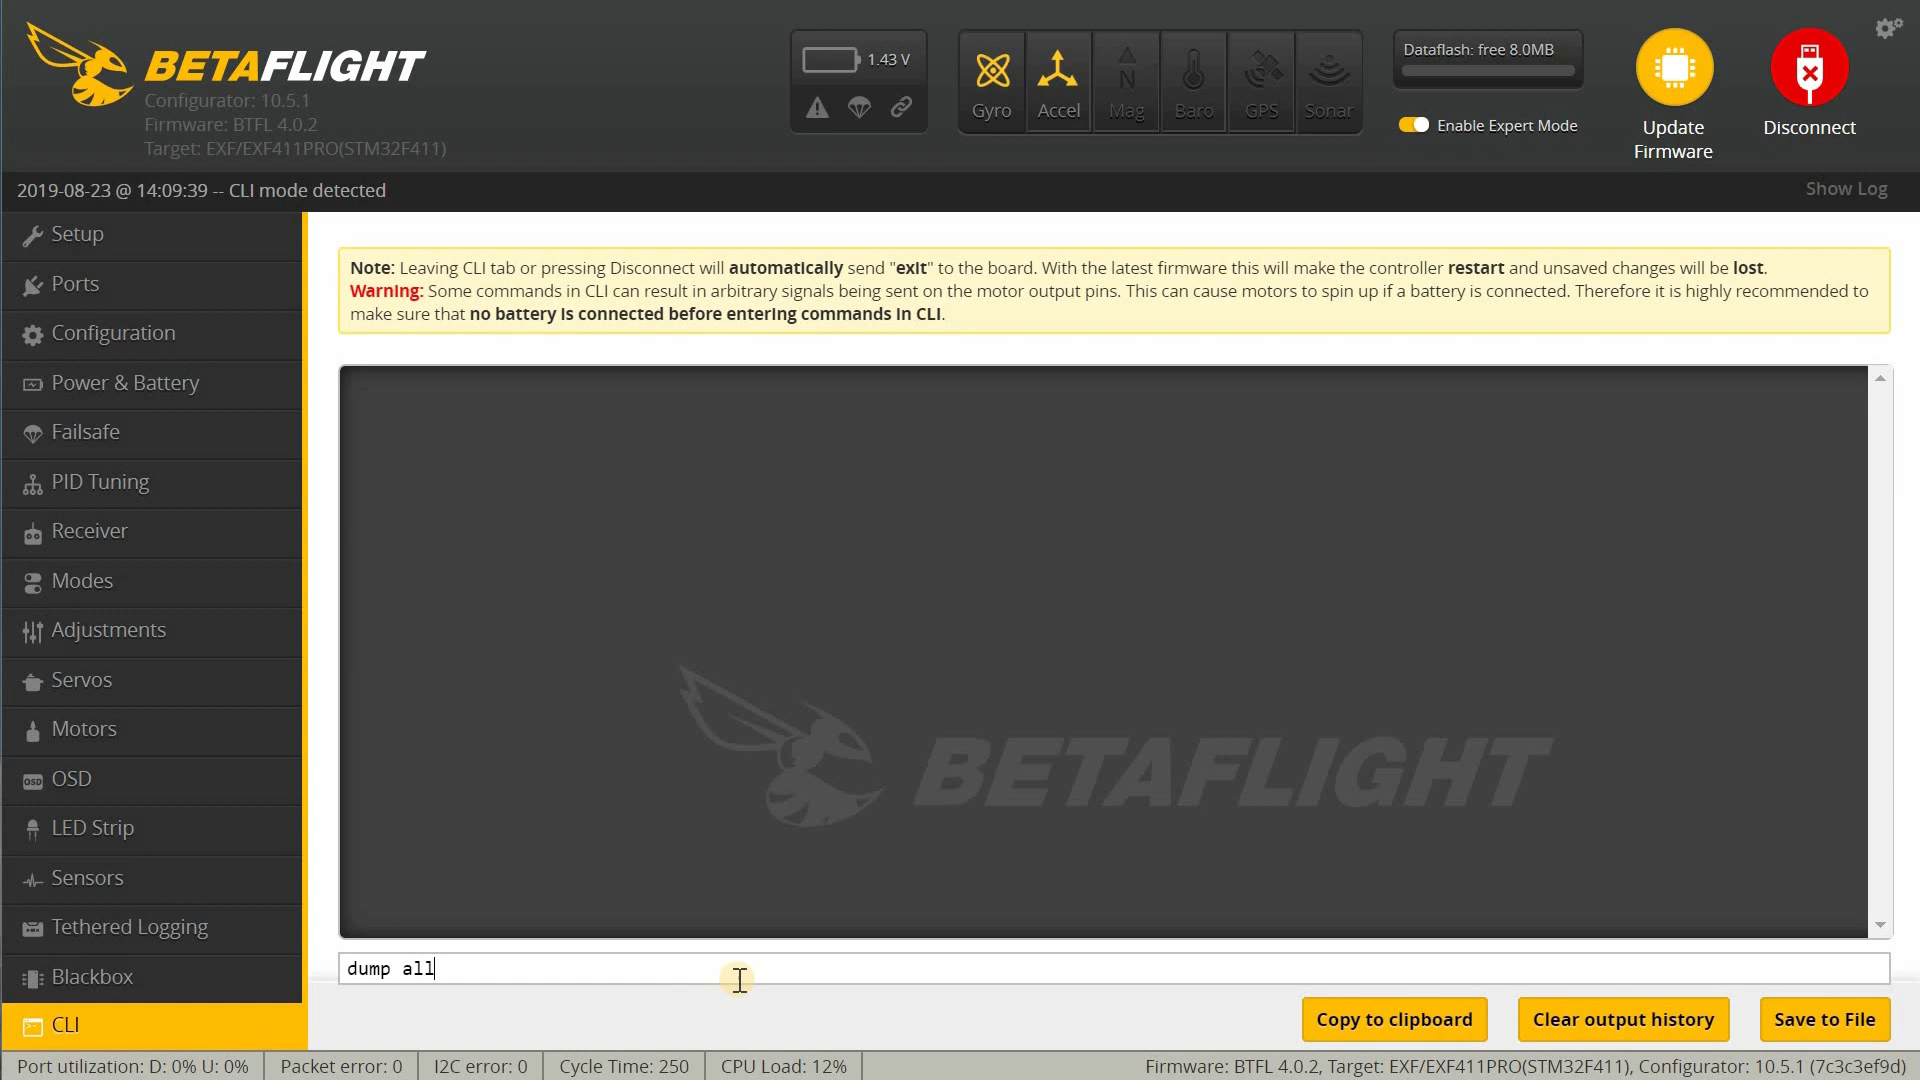 BETAFLIGHT
Configurator: 10.5.1
Firmware: BTFL 4.0.2
Target: EXF/EXF411PRO(STM32F411)
1.43 V
Gyro
Accel
N
Mag
Baro
GPS
Sonar
Dataflash: free 8.0MB
Enable Expert Mode
Update
Firmware
Disconnect
2019-08-23 @ 14:09:39 -- CLI mode detected
Show Log
Setup
Ports
Configuration
Power & Battery
Failsafe
PID Tuning
Receiver
Modes
Adjustments
Servos
Motors
OSD OSD
LED Strip
Sensors
Tethered Logging
Blackbox
CLI
Note: Leaving CLI tab or pressing Disconnect will automatically send "exit" to the board. With the latest firmware this will make the controller restart and unsaved changes will be lost.
Warning: Some commands in CLI can result in arbitrary signals being sent on the motor output pins. This can cause motors to spin up if a battery is connected. Therefore it is highly recommended to
make sure that no battery is connected before entering commands in CLI.
BETAFLIGHT
dump all
Copy to clipboard
Clear output history
Save to File
Port utilization: D: 0% U: 0%
Packet error: 0
I2C error: 0
Cycle Time: 250
CPU Load: 12%
Firmware: BTFL 4.0.2, Target: EXF/EXF411PRO(STM32F411), Configurator: 10.5.1 (7c3c3ef9d)